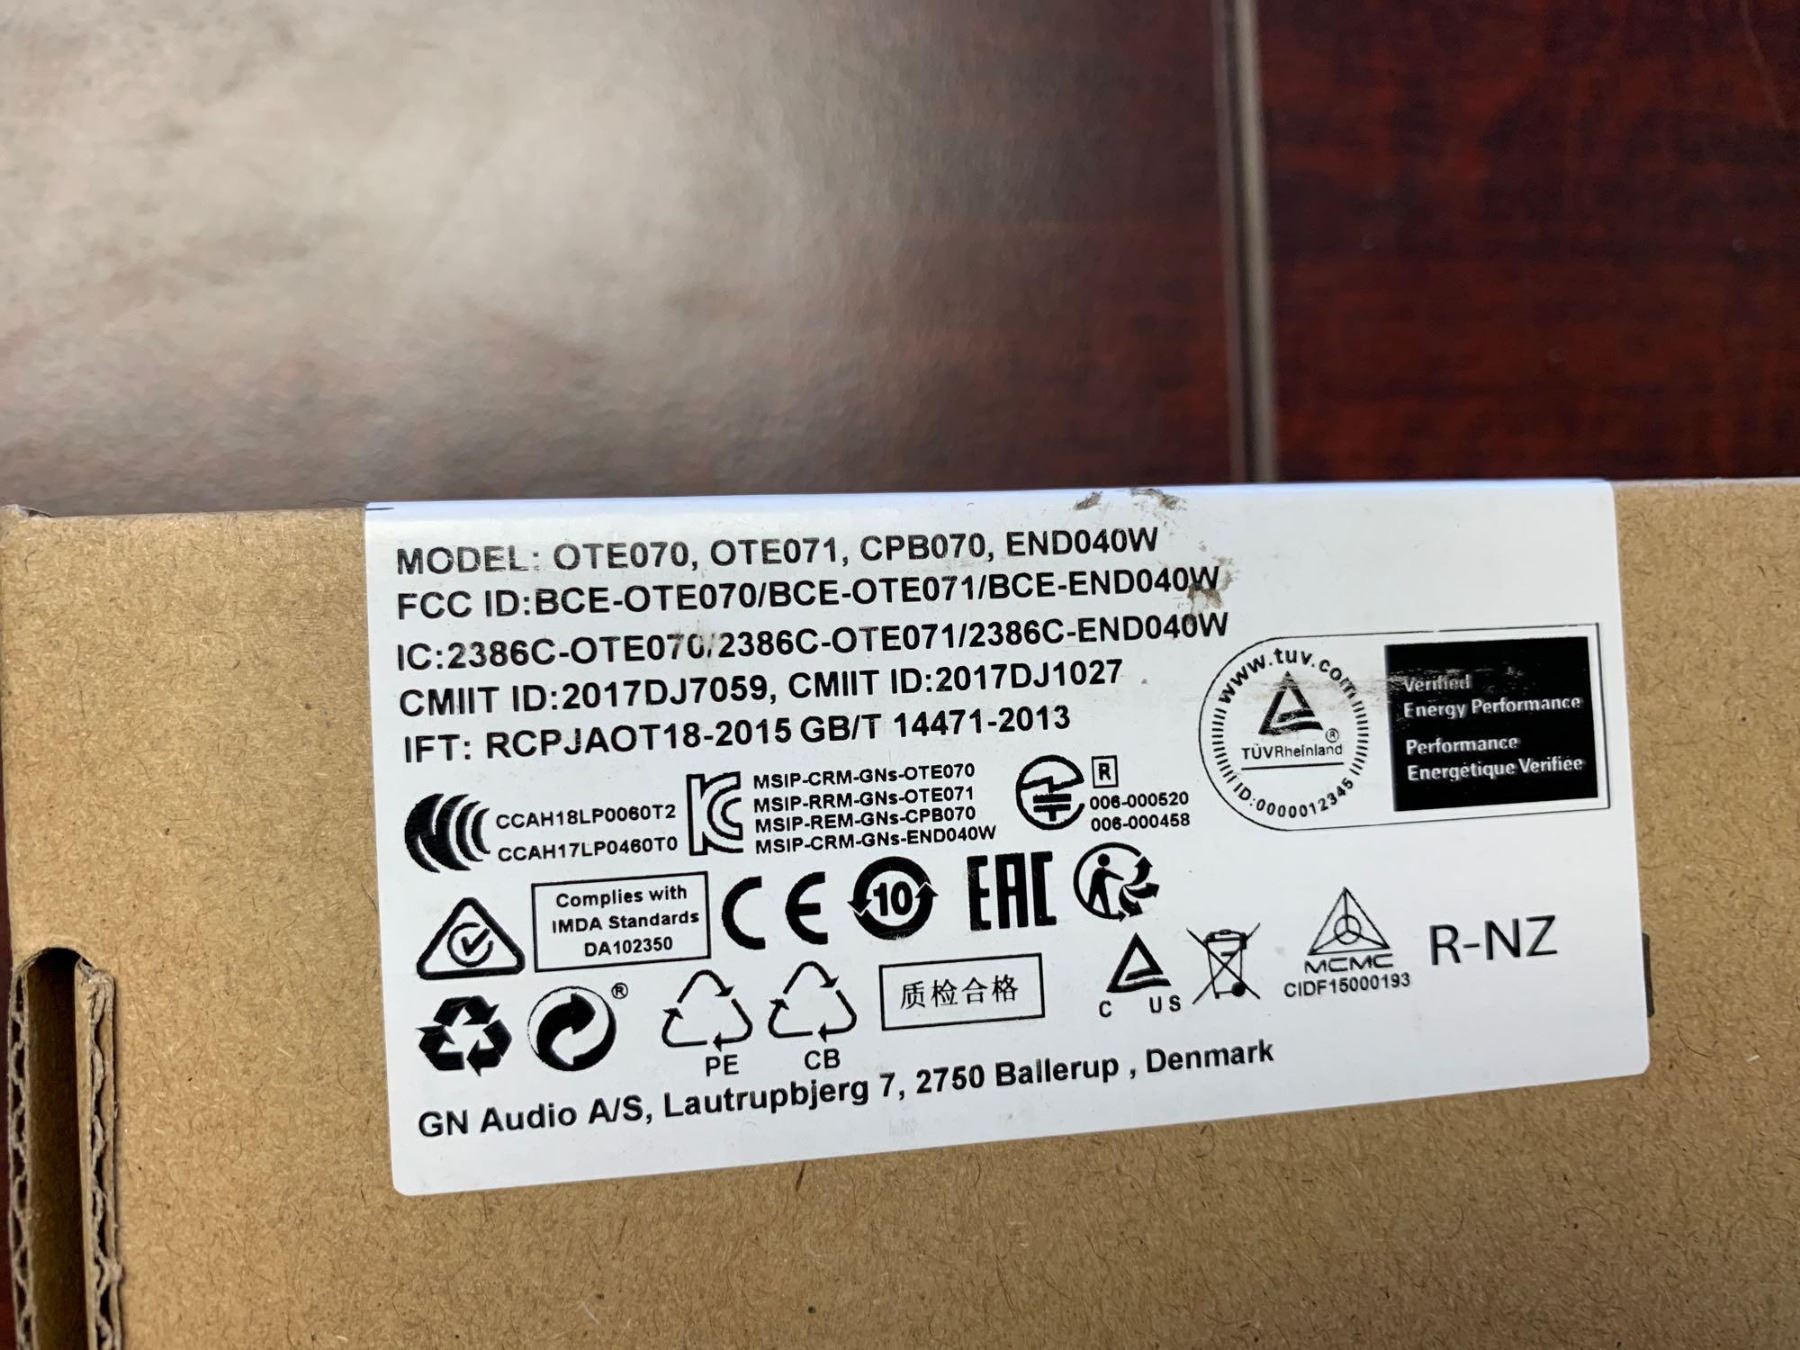 MODEL: OTE070, OTE071, CPB070, END040W
FCC ID:BCE-OTE070/BCE-OTE071/BCE-END040W
IC:2386C-OTE070/2386C-OTE071/2386C-END040W
CMIIT ID:2017DJ7059, CMIIT ID:2017DJ1027
IFT: RCPJAOT18-2015 GB/T 14471-2013
www.tuv.com
TÜVRheinland
®
ID:0000012345
Verified
Energy Performance
Performance
Energétique Verifiée
CCC
CCAH18LP0060T2
CCAH17LP0460T0
KC
MSIP-CRM-GNs-OTE070
MSIP-RRM-GNs-OTE071
MSIP-REM-GNs-CPB070
MSIP-CRM-GNs-END040W
R
006-000520
006-000458
Complies with
IMDA Standards
DA102350
CE
10
EAC
®
PE
CB
质检合格
C US
MCMC
CIDF15000193
R-NZ
GN Audio A/S, Lautrupbjerg 7, 2750 Ballerup , Denmark